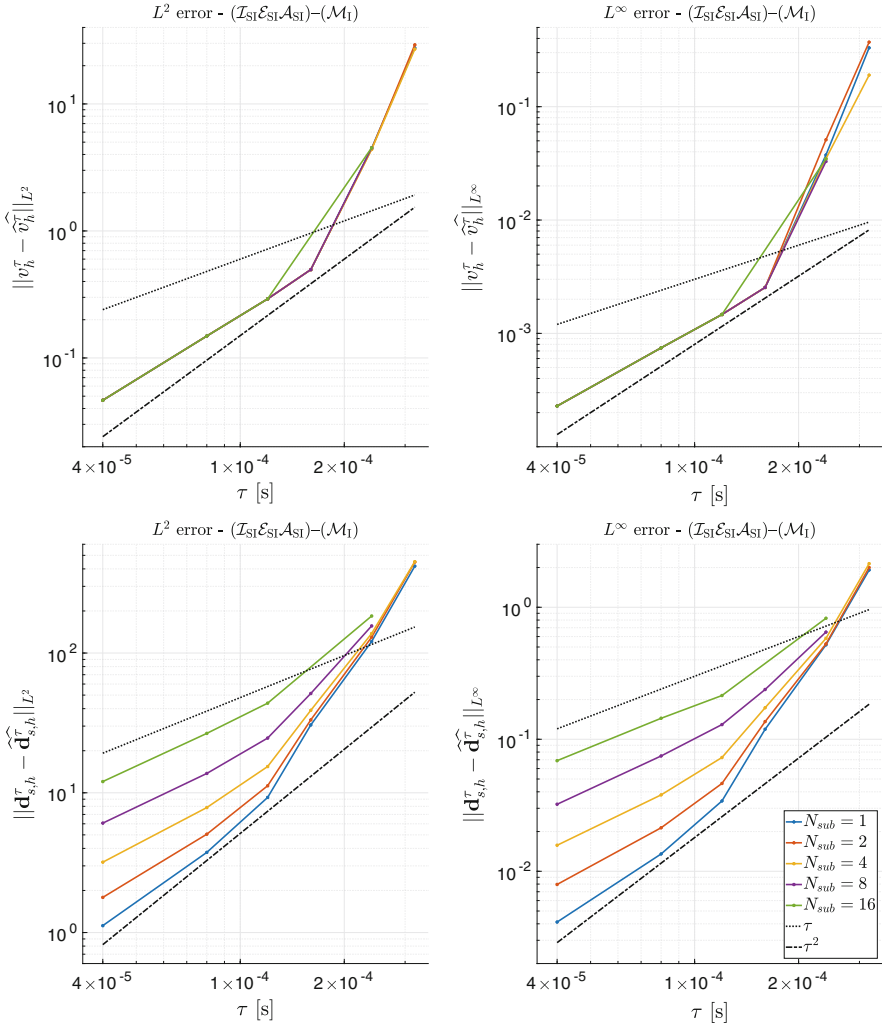 L² error - (ℐ_SI ℰ_SI 𝒜_SI)–(ℳ_I)
||v_h^τ − \widehat{v}_h^τ||_{L²}
10¹
10⁰
10⁻¹
4×10⁻⁵ 1×10⁻⁴ 2×10⁻⁴
τ [s]
L^∞ error - (ℐ_SI ℰ_SI 𝒜_SI)–(ℳ_I)
||v_h^τ − \widehat{v}_h^τ||_{L^∞}
10⁻¹
10⁻²
10⁻³
4×10⁻⁵ 1×10⁻⁴ 2×10⁻⁴
τ [s]
L² error - (ℐ_SI ℰ_SI 𝒜_SI)–(ℳ_I)
||d_{s,h}^τ − \widehat{d}_{s,h}^τ||_{L²}
10²
10¹
10⁰
4×10⁻⁵ 1×10⁻⁴ 2×10⁻⁴
τ [s]
L^∞ error - (ℐ_SI ℰ_SI 𝒜_SI)–(ℳ_I)
||d_{s,h}^τ − \widehat{d}_{s,h}^τ||_{L^∞}
10⁰
10⁻¹
10⁻²
4×10⁻⁵ 1×10⁻⁴ 2×10⁻⁴
τ [s]
N_sub = 1
N_sub = 2
N_sub = 4
N_sub = 8
N_sub = 16
τ
τ²